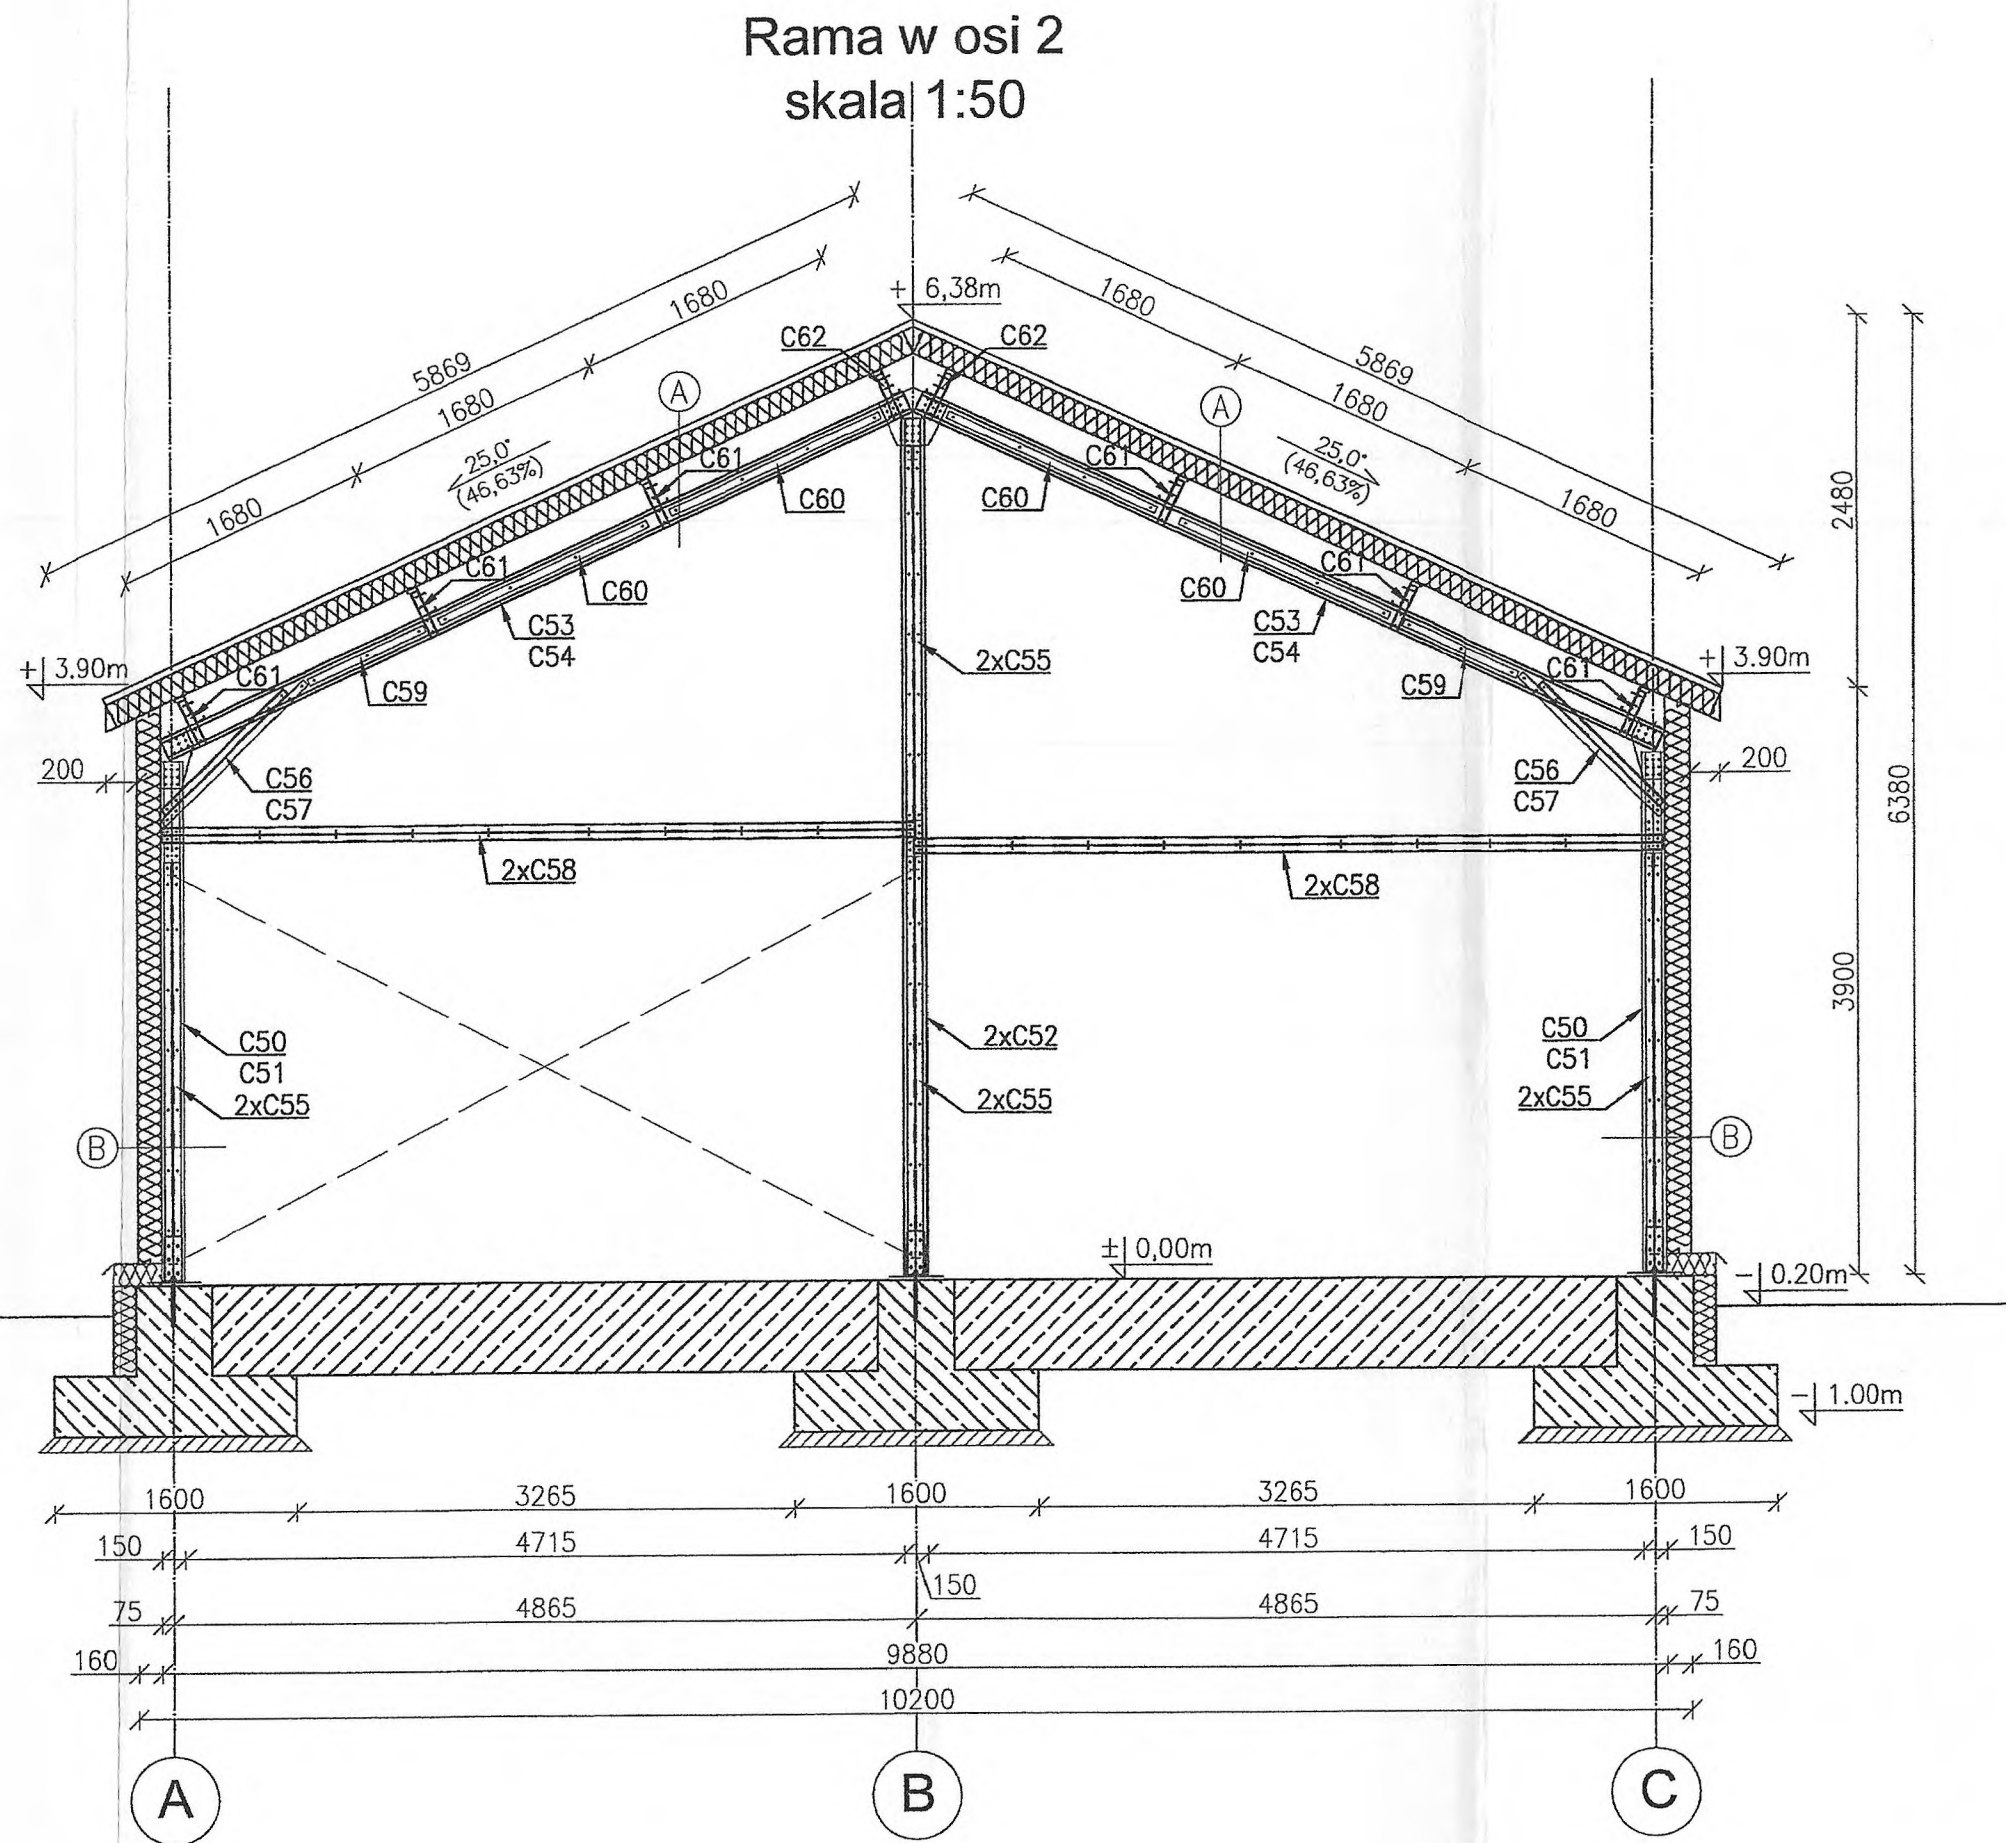 Rama w osi 2
skala 1:50
5869
5869
1680
1680
1680
1680
1680
1680
+ 6,38m
C62
C62
A
A
25,0°
(46,63%)
25,0°
(46,63%)
C61
C61
C60
C60
C61
C61
C60
C60
C53
C54
C53
C54
2xC55
+ 3.90m
+ 3.90m
C61
C61
C59
C59
2480
6380
3900
200
200
C56
C57
C56
C57
2xC58
2xC58
C50
C51
2xC55
2xC52
2xC55
C50
C51
2xC55
B
B
± 0,00m
- 0.20m
- 1.00m
1600
3265
1600
3265
1600
150
4715
4715
150
150
75
4865
4865
75
160
9880
160
10200
A
B
C